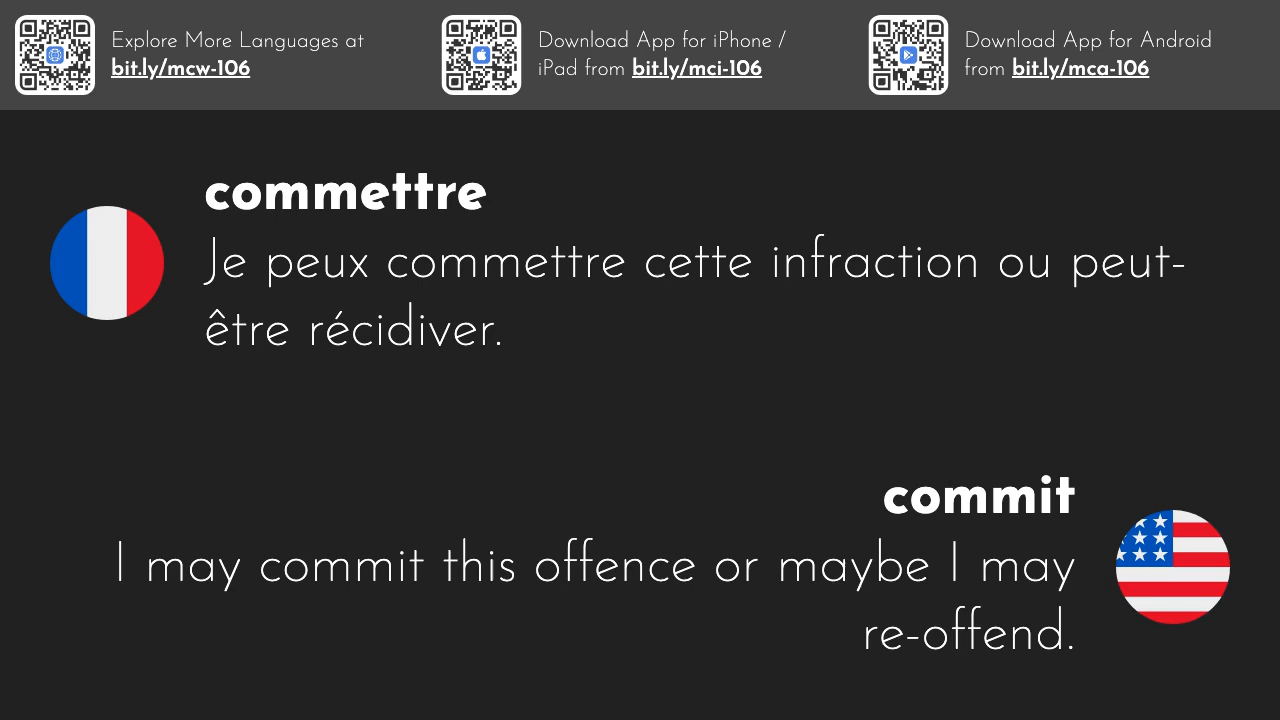 Explore More Languages at
bit.ly/mcw-106
Download App for iPhone /
iPad from bit.ly/mci-106
Download App for Android
from bit.ly/mca-106
commettre
Je peux commettre cette infraction ou peut-
être récidiver.
commit
I may commit this offence or maybe I may
re-offend.